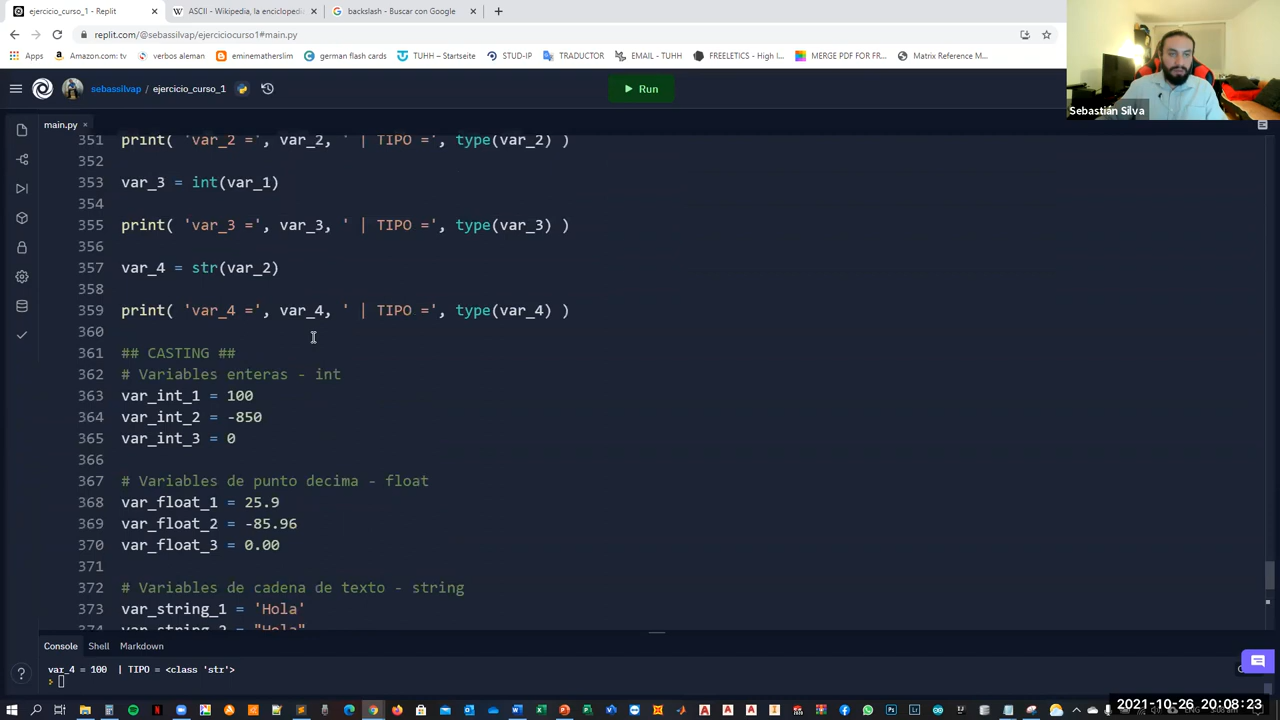 ejercicio_curso_1 - Replit
ASCII - Wikipedia, la enciclopedi
backslash - Buscar con Google
replit.com/@sebassilvap/ejerciciocurso1#main.py
Apps
Amazon.com: tv
verbos aleman
eminemathslim
german flash cards
TUHH – Startseite
STUD-IP
TRADUCTOR
EMAIL - TUHH
FREELETICS - High I...
MERGE PDF FOR FR...
Matrix Reference M...
sebassilvap / ejercicio_curso_1
Run
Sebastián Silva
main.py
351 print( 'var_2 =', var_2, ' | TIPO =', type(var_2) )
352
353 var_3 = int(var_1)
354
355 print( 'var_3 =', var_3, ' | TIPO =', type(var_3) )
356
357 var_4 = str(var_2)
358
359 print( 'var_4 =', var_4, ' | TIPO =', type(var_4) )
360
361 ## CASTING ##
362 # Variables enteras - int
363 var_int_1 = 100
364 var_int_2 = -850
365 var_int_3 = 0
366
367 # Variables de punto decima - float
368 var_float_1 = 25.9
369 var_float_2 = -85.96
370 var_float_3 = 0.00
371
372 # Variables de cadena de texto - string
373 var_string_1 = 'Hola'
374 var_string_2 = "Hola"
Console
Shell
Markdown
var_4 = 100  | TIPO = <class 'str'>
2021-10-26 20:08:23